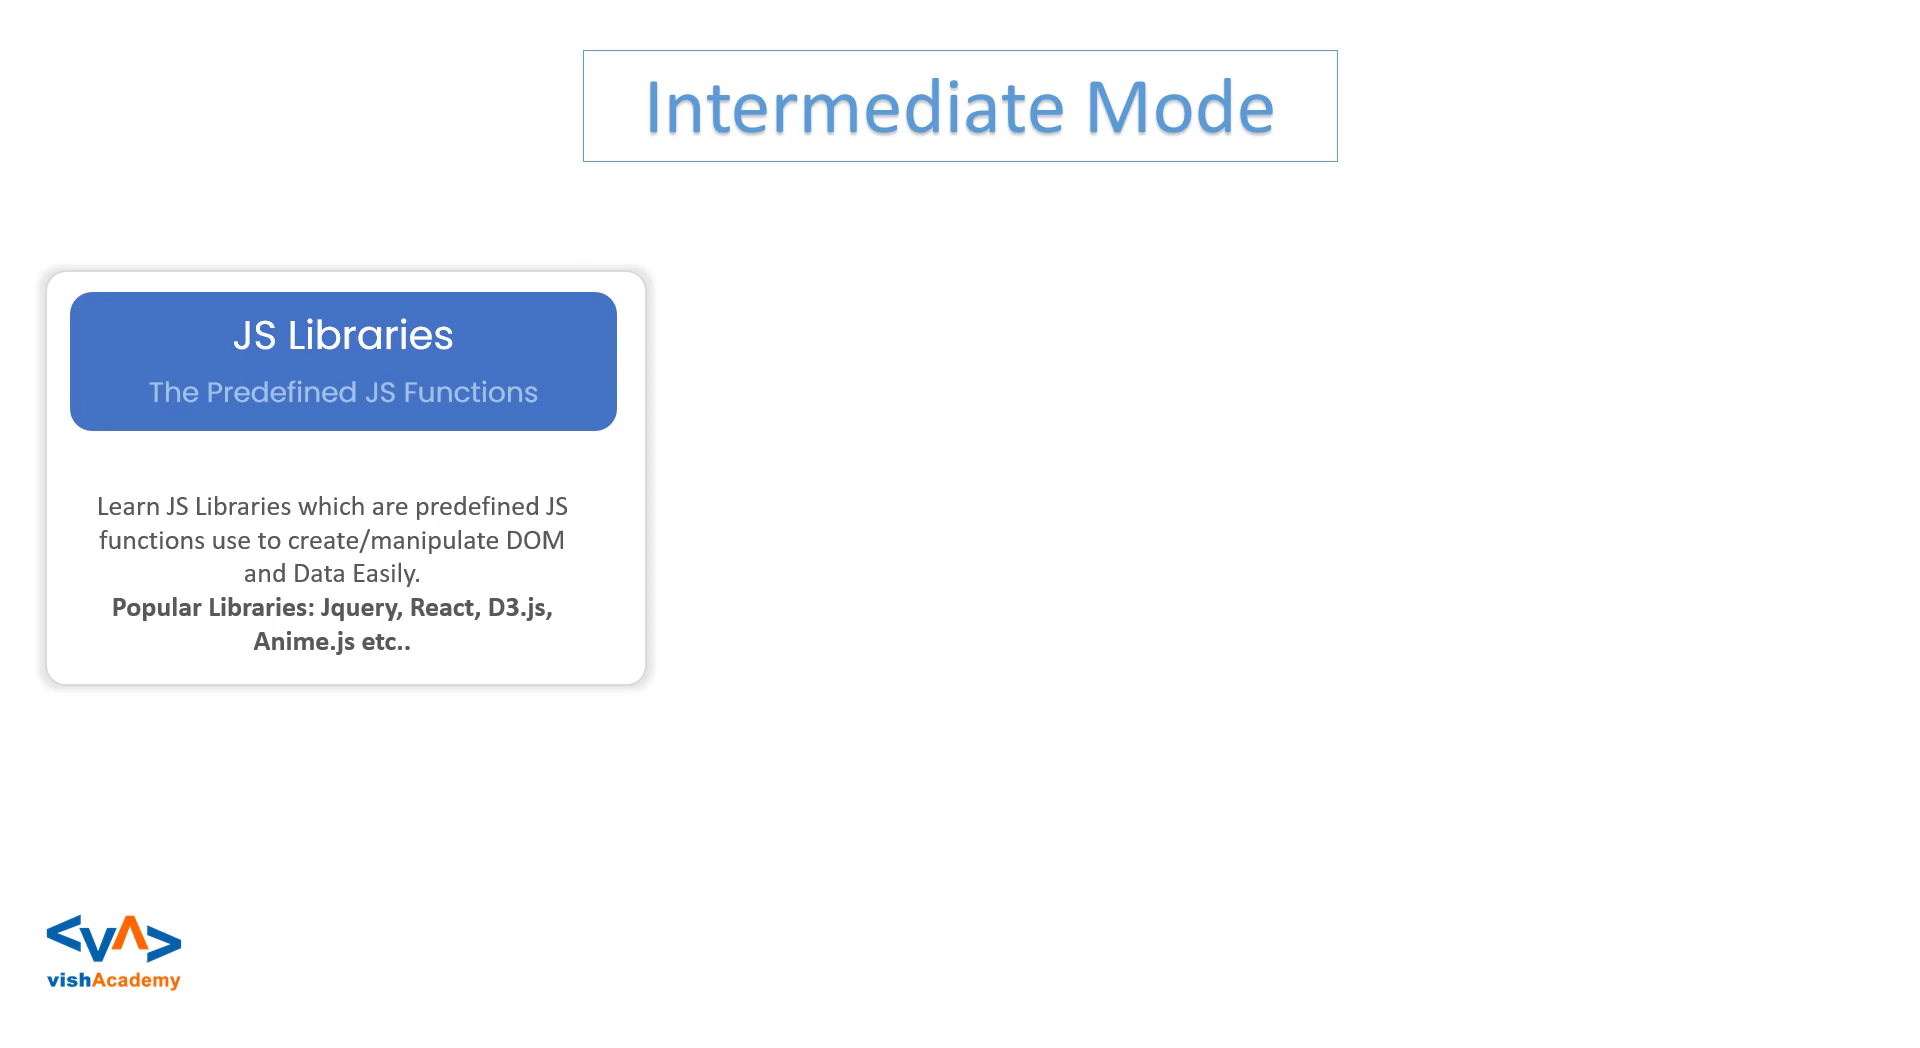 Intermediate Mode
JS Libraries
The Predefined JS Functions
Learn JS Libraries which are predefined JS
functions use to create/manipulate DOM
and Data Easily.
Popular Libraries: Jquery, React, D3.js,
Anime.js etc..
<VA>
vishAcademy